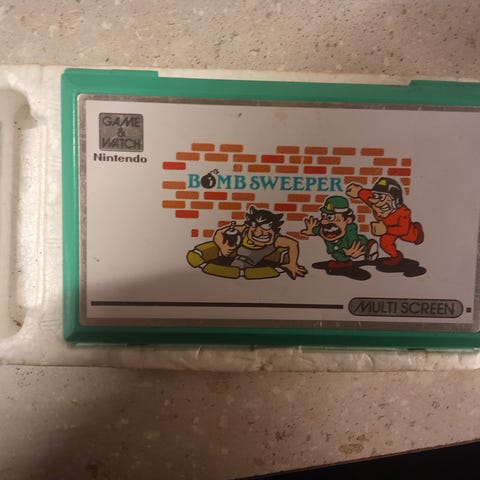 GAME
&
WATCH
Nintendo
BOMB SWEEPER
MULTI SCREEN